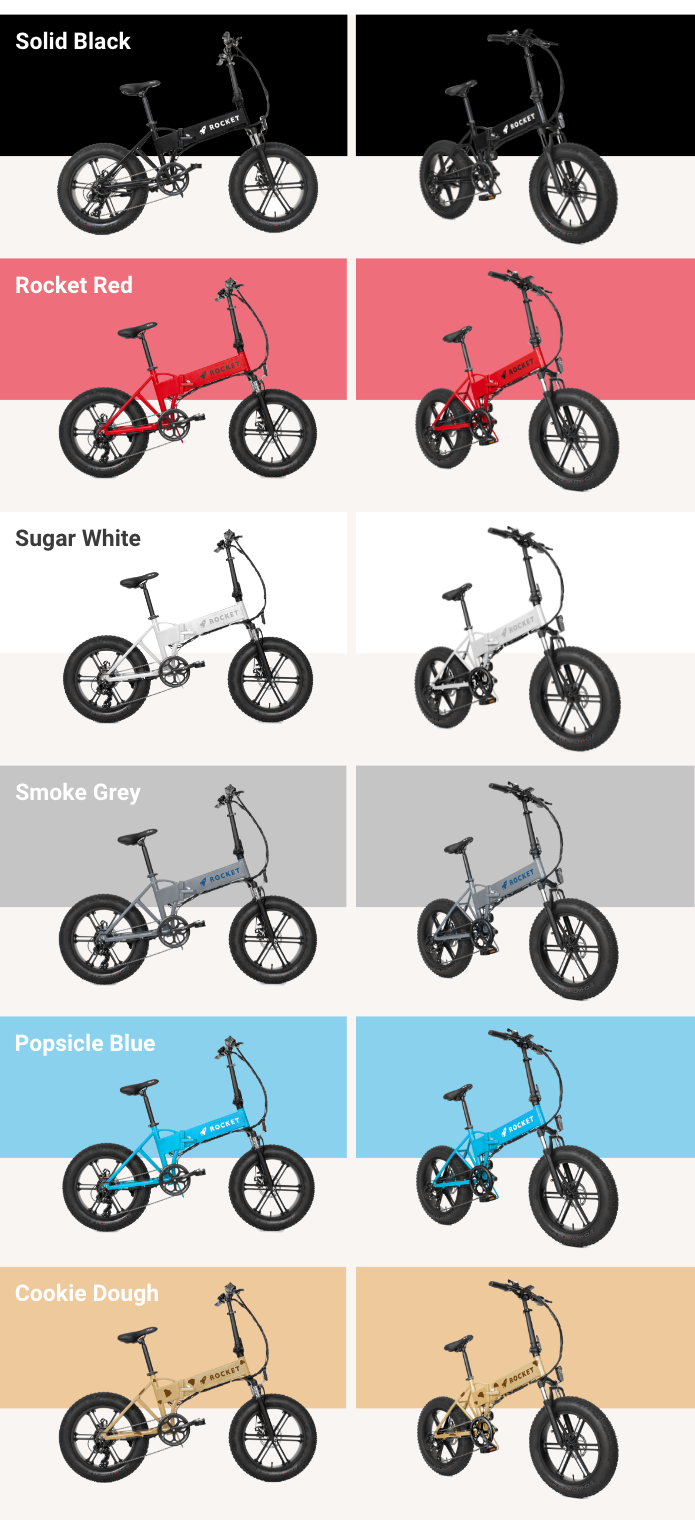 Solid Black
ROCKET
ROCKET
Rocket Red
ROCKET
ROCKET
Sugar White
ROCKET
ROCKET
Smoke Grey
ROCKET
ROCKET
Popsicle Blue
ROCKET
ROCKET
Cookie Dough
ROCKET
ROCKET